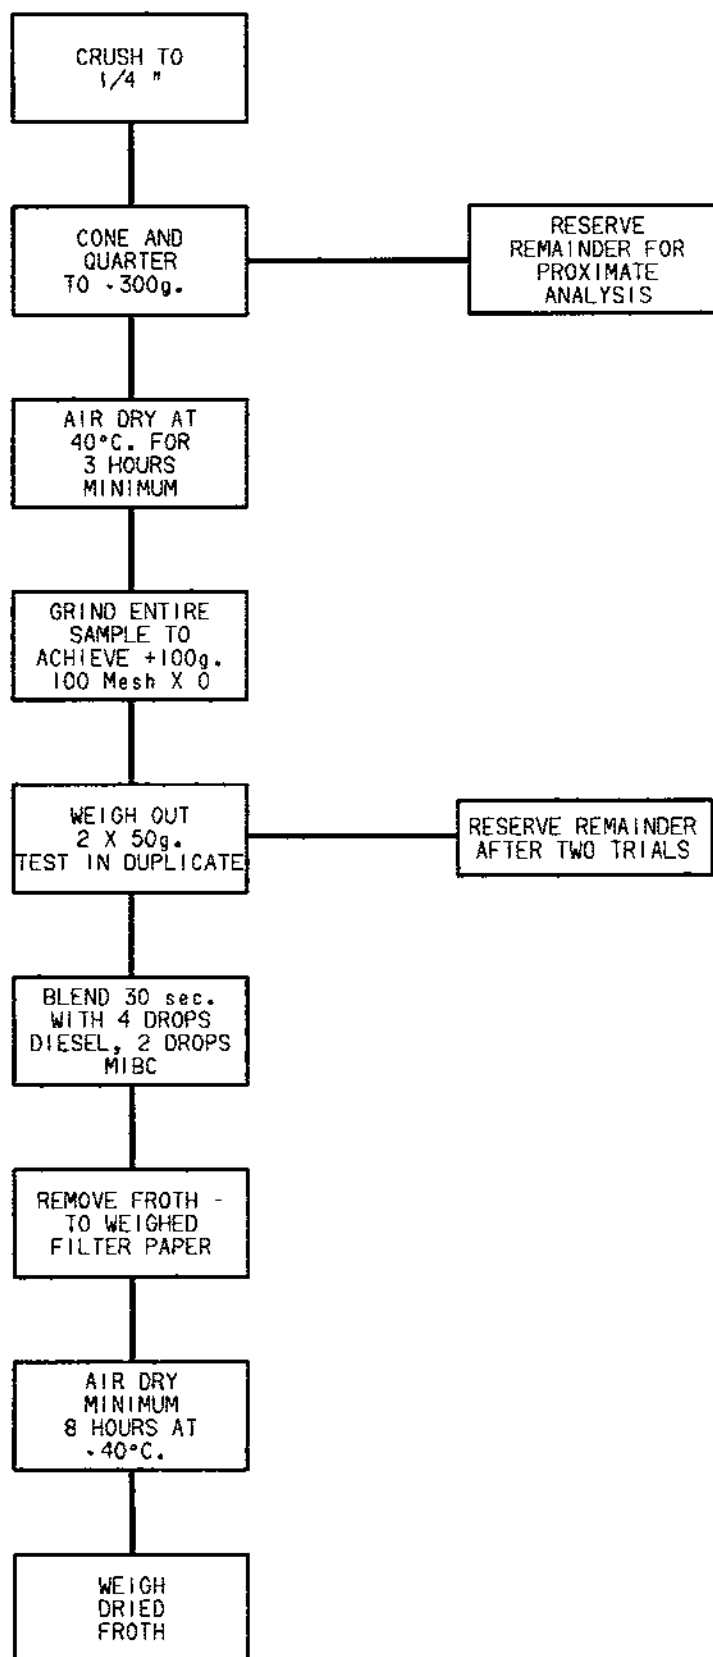 CRUSH TO
1/4 "
CONE AND
QUARTER
TO ~300g.
RESERVE
REMAINDER FOR
PROXIMATE
ANALYSIS
AIR DRY AT
40°C. FOR
3 HOURS
MINIMUM
GRIND ENTIRE
SAMPLE TO
ACHIEVE +100g.
100 Mesh X 0
WEIGH OUT
2 X 50g.
TEST IN DUPLICATE
RESERVE REMAINDER
AFTER TWO TRIALS
BLEND 30 sec.
WITH 4 DROPS
DIESEL, 2 DROPS
MIBC
REMOVE FROTH -
TO WEIGHED
FILTER PAPER
AIR DRY
MINIMUM
8 HOURS AT
~40°C.
WEIGH
DRIED
FROTH